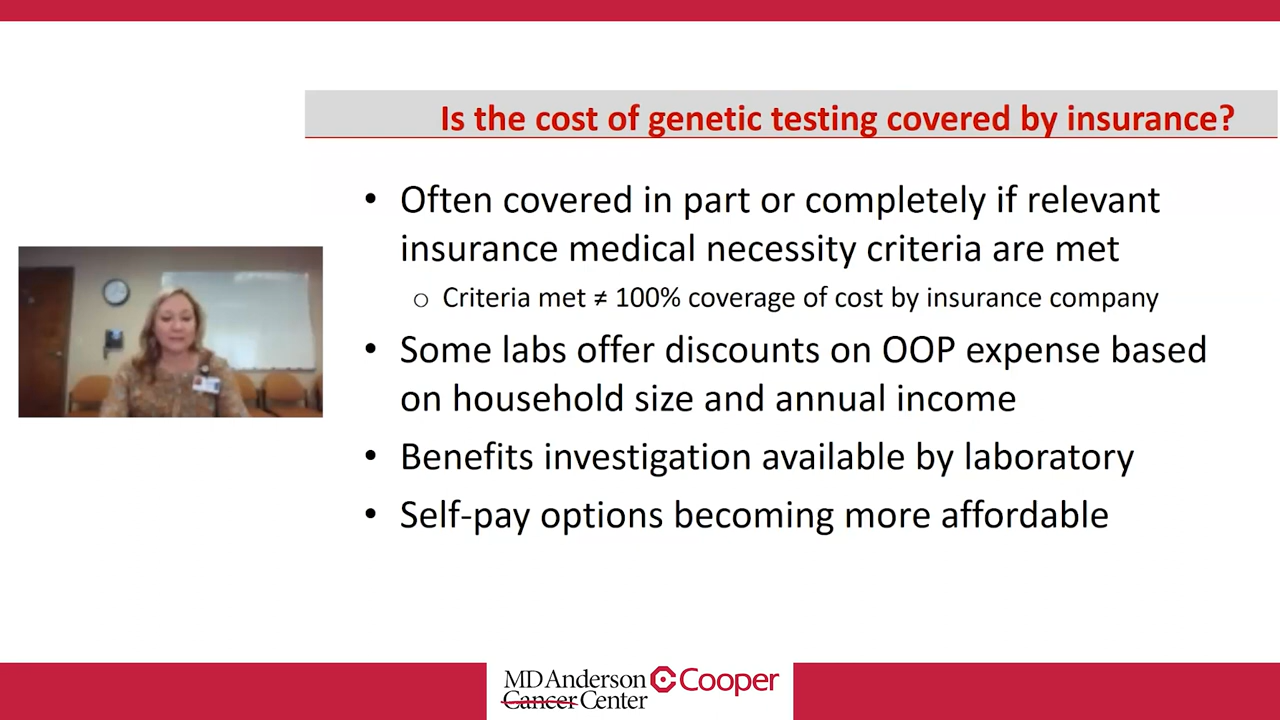 Is the cost of genetic testing covered by insurance?
• Often covered in part or completely if relevant
insurance medical necessity criteria are met
○ Criteria met ≠ 100% coverage of cost by insurance company
• Some labs offer discounts on OOP expense based
on household size and annual income
• Benefits investigation available by laboratory
• Self-pay options becoming more affordable
MD Anderson Cooper
Cancer Center